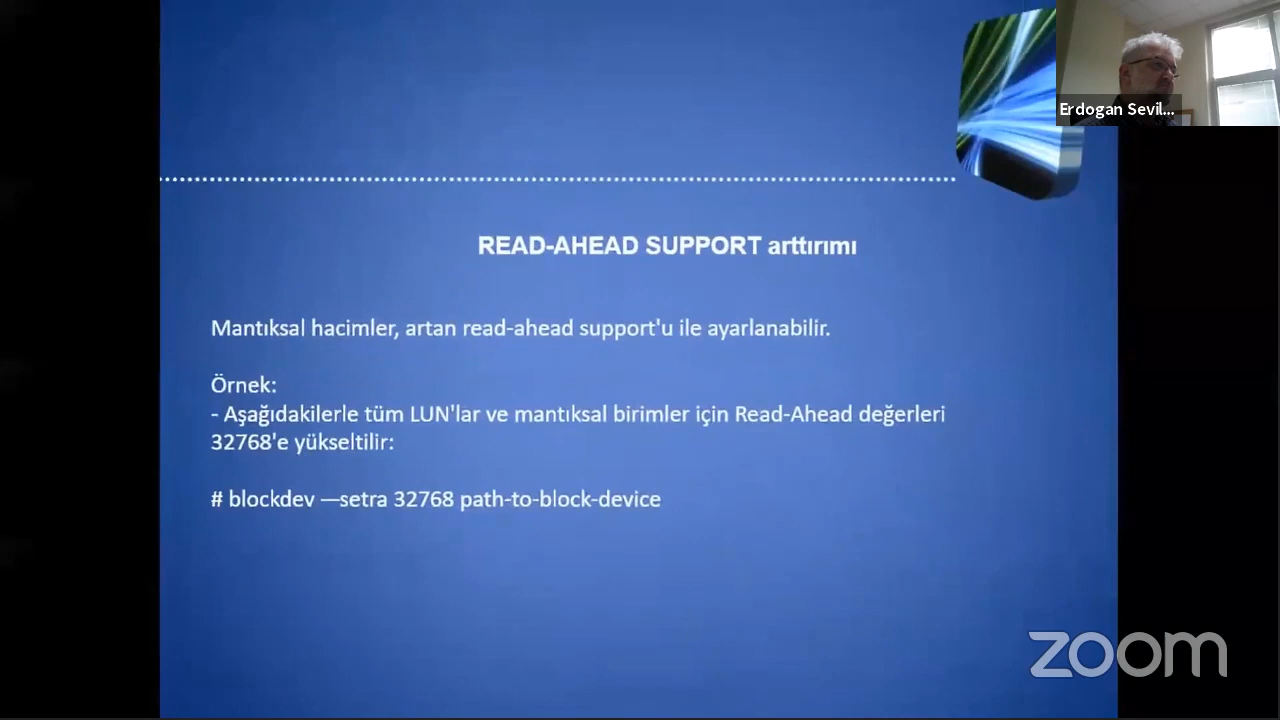 Erdogan Sevil...
READ-AHEAD SUPPORT arttırımı
Mantıksal hacimler, artan read-ahead support'u ile ayarlanabilir.
Örnek:
- Aşağıdakilerle tüm LUN'lar ve mantıksal birimler için Read-Ahead değerleri
32768'e yükseltilir:
# blockdev —setra 32768 path-to-block-device
zoom